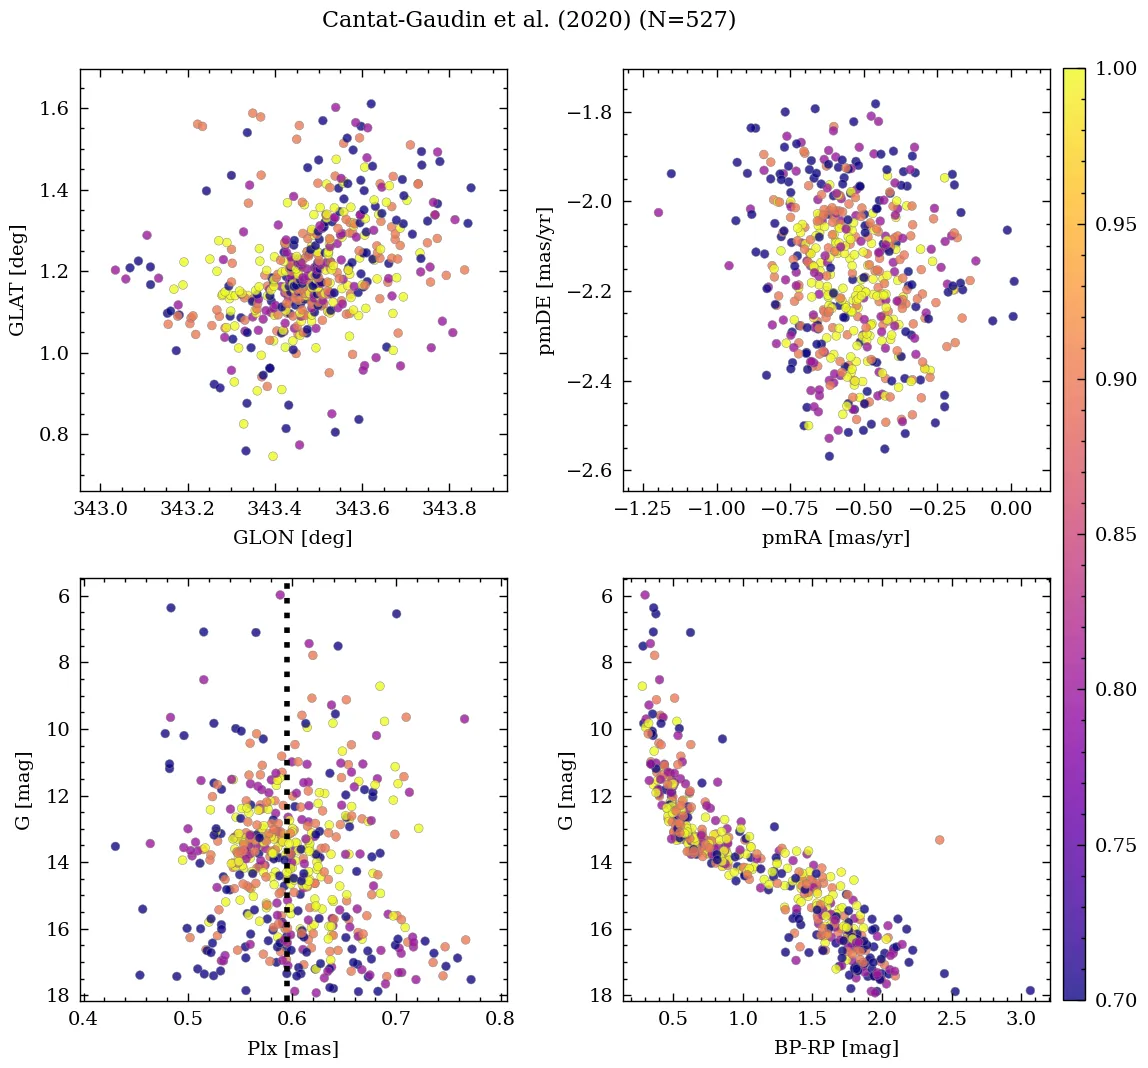 Cantat-Gaudin et al. (2020) (N=527)
1.6
1.4
1.2
1.0
0.8
GLAT [deg]
343.0 343.2 343.4 343.6 343.8
GLON [deg]
−1.8
−2.0
−2.2
−2.4
−2.6
pmDE [mas/yr]
−1.25 −1.00 −0.75 −0.50 −0.25 0.00
pmRA [mas/yr]
6
8
10
12
14
16
18
G [mag]
0.4 0.5 0.6 0.7 0.8
Plx [mas]
6
8
10
12
14
16
18
G [mag]
0.5 1.0 1.5 2.0 2.5 3.0
BP-RP [mag]
1.00
0.95
0.90
0.85
0.80
0.75
0.70